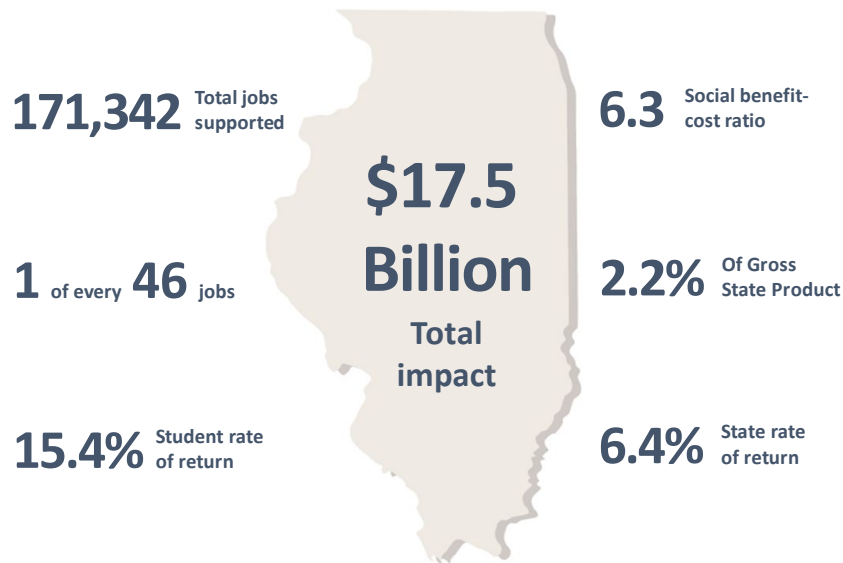 171,342 Total jobs
supported
1 of every 46 jobs
15.4% Student rate
of return
$17.5
Billion
Total
impact
6.3 Social benefit-
cost ratio
2.2% Of Gross
State Product
6.4% State rate
of return